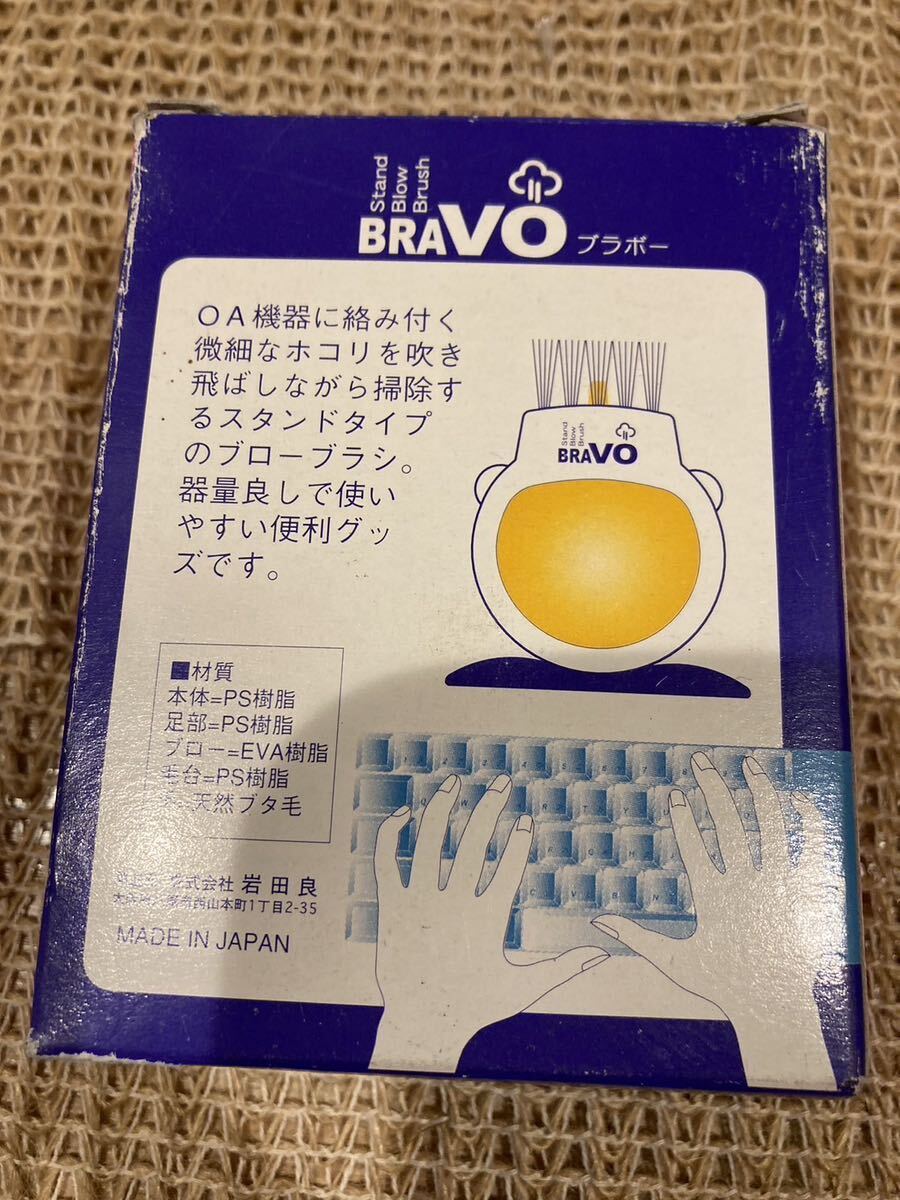 Stand
Blow
Brush
BRAVO ブラボー
OA機器に絡み付く
微細なホコリを吹き
飛ばしながら掃除す
るスタンドタイプ
のブローブラシ。
器量良しで使い
やすい便利グッ
ズです。
Stand
Blow
Brush
BRAVO
■材質
本体=PS樹脂
足部=PS樹脂
ブロー=EVA樹脂
毛台=PS樹脂
天然ブタ毛
株式会社 岩田良
西山本町1丁目2-35
MADE IN JAPAN